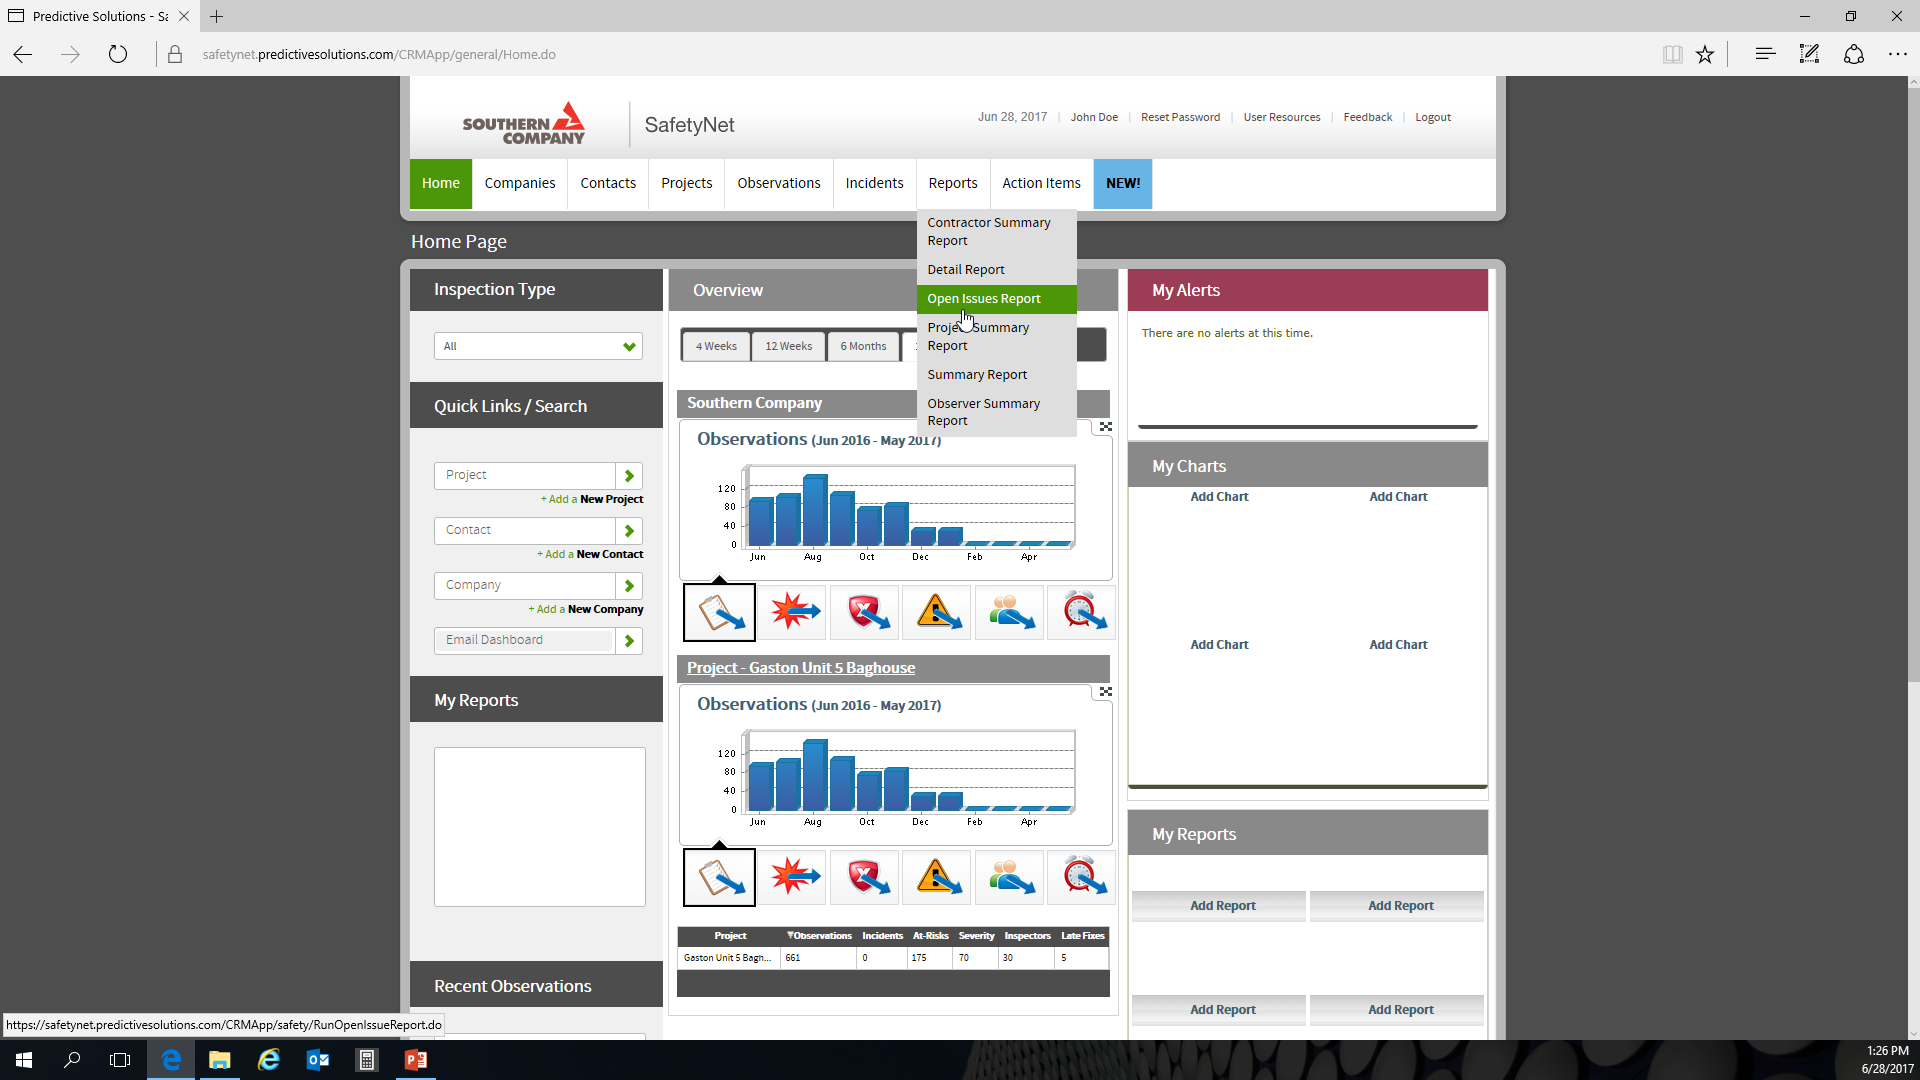 Predictive Solutions - Sa
safetynet.predictivesolutions.com/CRMApp/general/Home.do
SOUTHERN
COMPANY
SafetyNet
Jun 28, 2017
John Doe
Reset Password
User Resources
Feedback
Logout
Home
Companies
Contacts
Projects
Observations
Incidents
Reports
Action Items
NEW!
Contractor Summary
Report
Detail Report
Open Issues Report
Project Summary
Report
Summary Report
Observer Summary
Report
Home Page
Inspection Type
All
Quick Links / Search
Project
+ Add a New Project
Contact
+ Add a New Contact
Company
+ Add a New Company
Email Dashboard
My Reports
Recent Observations
Overview
4 Weeks
12 Weeks
6 Months
Southern Company
Observations (Jun 2016 - May 2017)
120
80
40
0
Jun Aug Oct Dec Feb Apr
Project - Gaston Unit 5 Baghouse
Observations (Jun 2016 - May 2017)
120
80
40
0
Jun Aug Oct Dec Feb Apr
Project Observations Incidents At-Risks Severity Inspectors Late Fixes
Gaston Unit 5 Bagh... 661 0 175 70 30 5
My Alerts
There are no alerts at this time.
My Charts
Add Chart Add Chart
Add Chart Add Chart
My Reports
Add Report Add Report
Add Report Add Report
https://safetynet.predictivesolutions.com/CRMApp/safety/RunOpenIssueReport.do
1:26 PM
6/28/2017